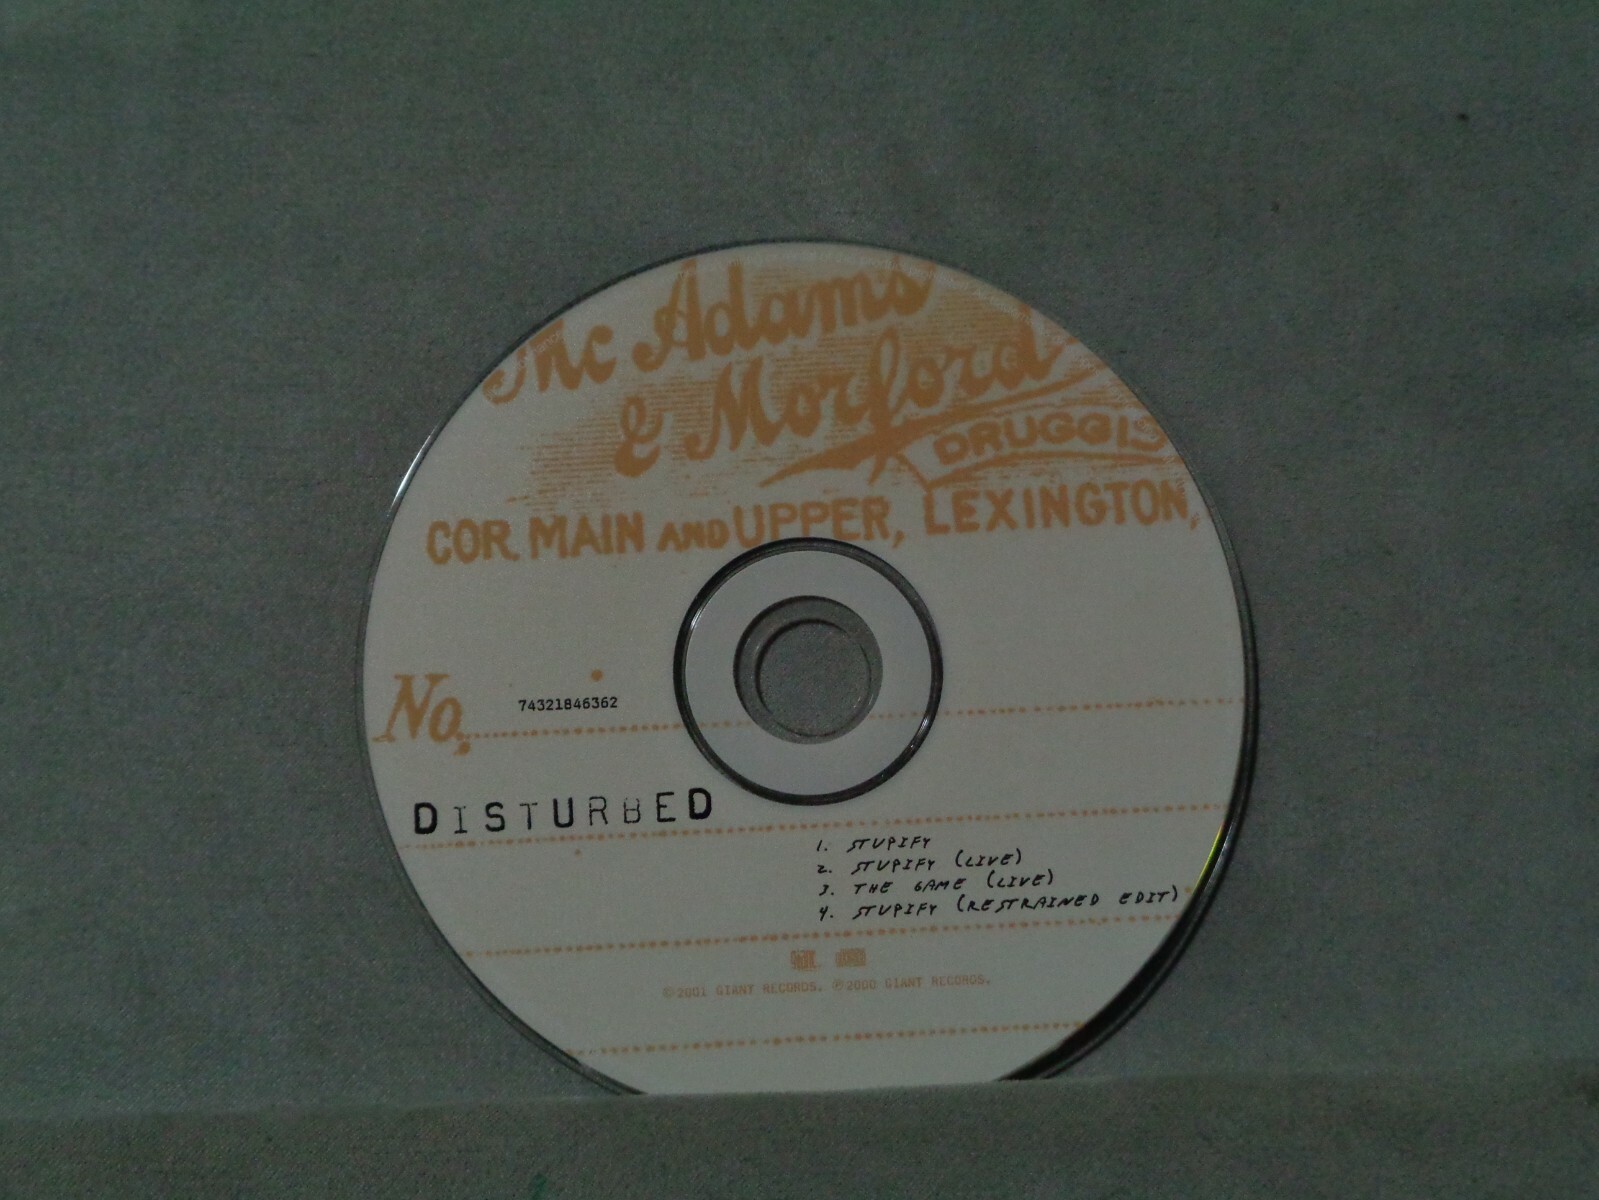 Mc Adams
& Morford
DRUGGIS
COR. MAIN AND UPPER, LEXINGTON,
No.
74321846362
DISTURBED
1. STUPIFY
2. STUPIFY (LIVE)
3. THE GAME (LIVE)
4. STUPIFY (RESTRAINED EDIT)
©2001 GIANT RECORDS. ℗2000 GIANT RECORDS.